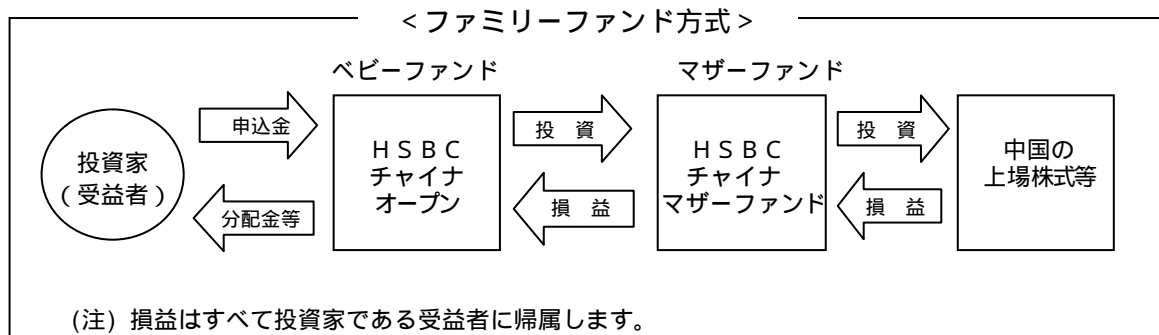 <ファミリーファンド方式>
ベビーファンド
マザーファンド
投資家
(受益者)
申込金
分配金等
HSBC
チャイナ
オープン
投 資
損 益
HSBC
チャイナ
マザーファンド
投 資
損 益
中国の
上場株式等
(注) 損益はすべて投資家である受益者に帰属します。